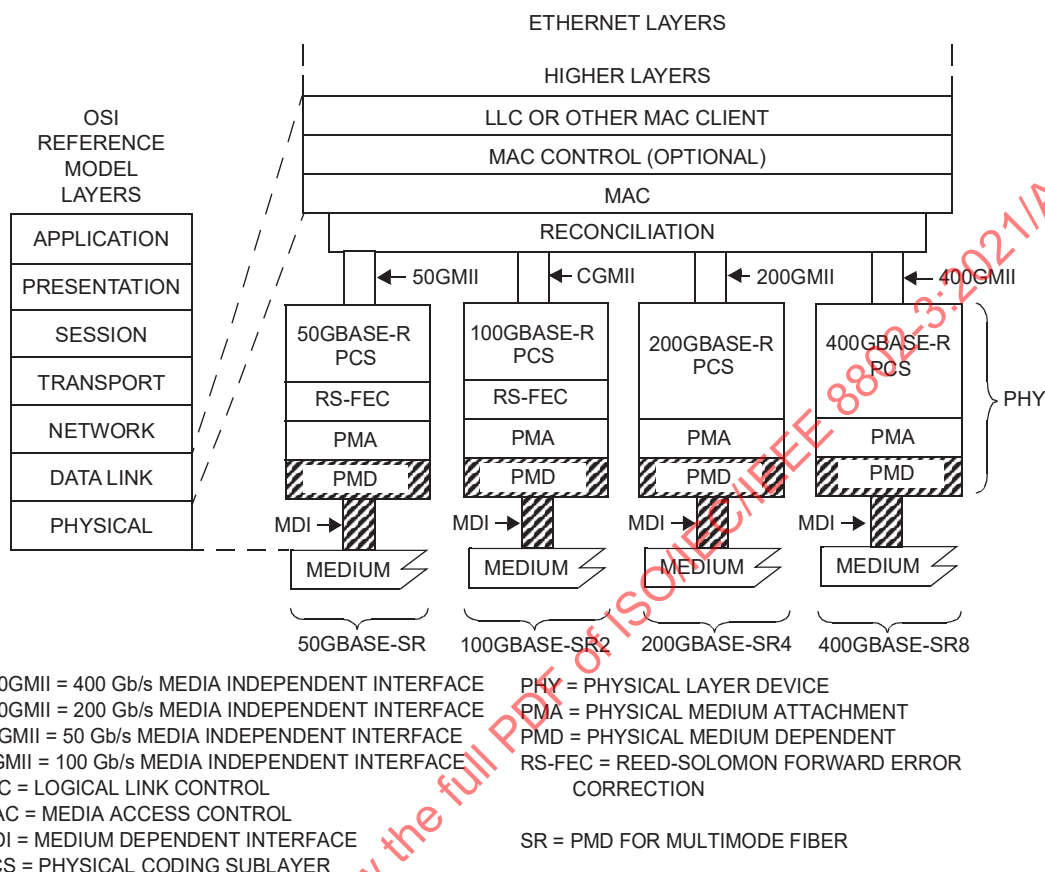 ETHERNET LAYERS
HIGHER LAYERS
LLC OR OTHER MAC CLIENT
MAC CONTROL (OPTIONAL)
MAC
RECONCILIATION
OSI
REFERENCE
MODEL
LAYERS
APPLICATION
PRESENTATION
SESSION
TRANSPORT
NETWORK
DATA LINK
PHYSICAL
50GMII
CGMII
200GMII
400GMII
50GBASE-R
PCS
RS-FEC
PMA
PMD
MDI
MEDIUM
50GBASE-SR
100GBASE-R
PCS
RS-FEC
PMA
PMD
MDI
MEDIUM
100GBASE-SR2
200GBASE-R
PCS
PMA
PMD
MDI
MEDIUM
200GBASE-SR4
400GBASE-R
PCS
PMA
PMD
MDI
MEDIUM
400GBASE-SR8
PHY
0GMII = 400 Gb/s MEDIA INDEPENDENT INTERFACE
0GMII = 200 Gb/s MEDIA INDEPENDENT INTERFACE
GMII = 50 Gb/s MEDIA INDEPENDENT INTERFACE
GMII = 100 Gb/s MEDIA INDEPENDENT INTERFACE
C = LOGICAL LINK CONTROL
AC = MEDIA ACCESS CONTROL
DI = MEDIUM DEPENDENT INTERFACE
CS = PHYSICAL CODING SUBLAYER
PHY = PHYSICAL LAYER DEVICE
PMA = PHYSICAL MEDIUM ATTACHMENT
PMD = PHYSICAL MEDIUM DEPENDENT
RS-FEC = REED-SOLOMON FORWARD ERROR
CORRECTION
SR = PMD FOR MULTIMODE FIBER
the full PDF of ISO/IEC/IEEE 8802-3:2021/A